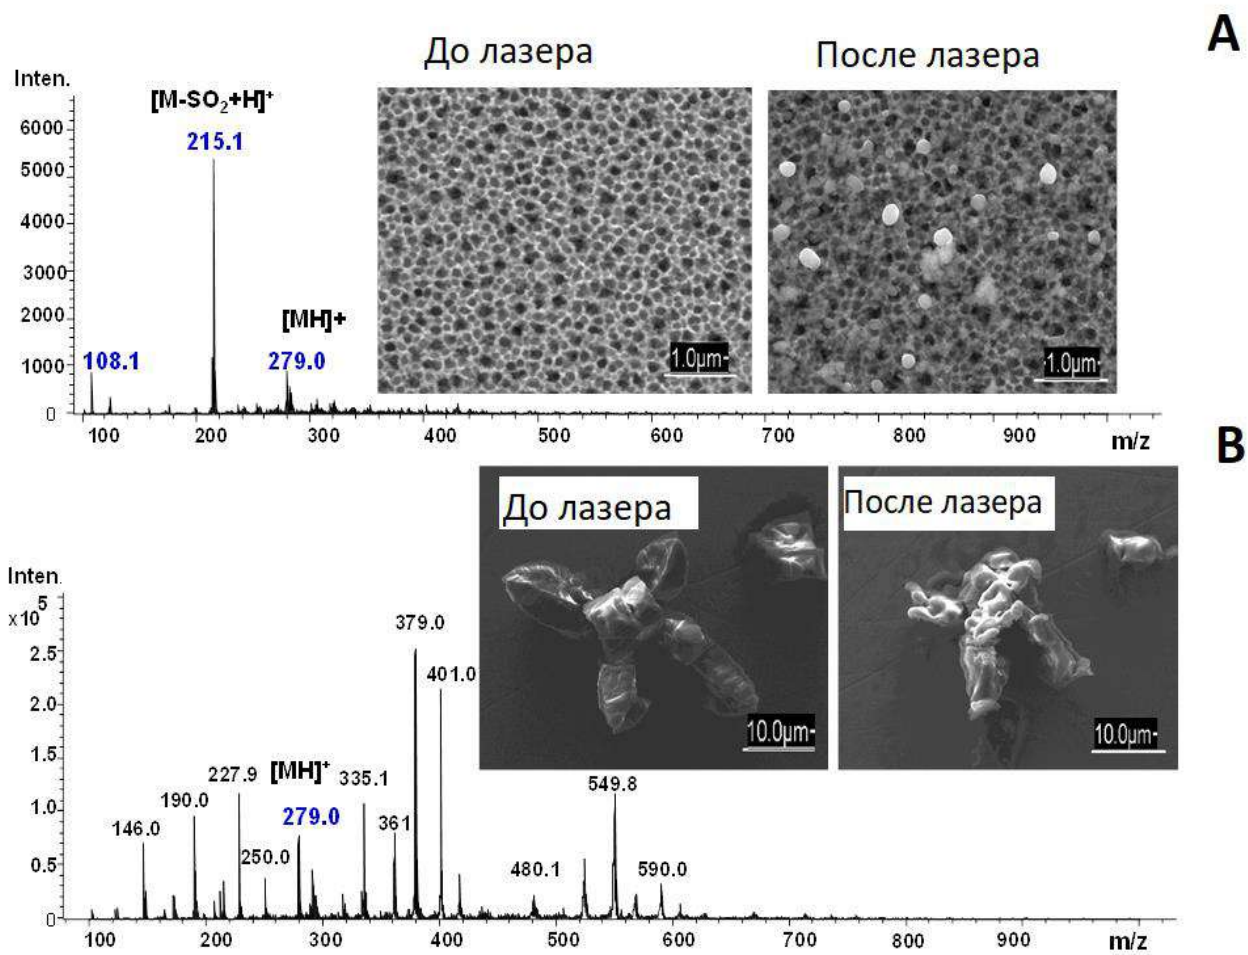 A
До лазера
После лазера
Inten.
[M-SO₂+H]⁺
215.1
6000
5000
4000
3000
2000
1000
0
[MH]+
279.0
108.1
1.0µm
1.0µm
100 200 300 400 500 600 700 800 900 m/z
B
До лазера
После лазера
Inten.
x10⁵
2.5
2.0
1.5
1.0
0.5
0
379.0
401.0
227.9
[MH]⁺
335.1
190.0
279.0
361
146.0
250.0
549.8
480.1
590.0
10.0µm
10.0µm
100 200 300 400 500 600 700 800 900 m/z